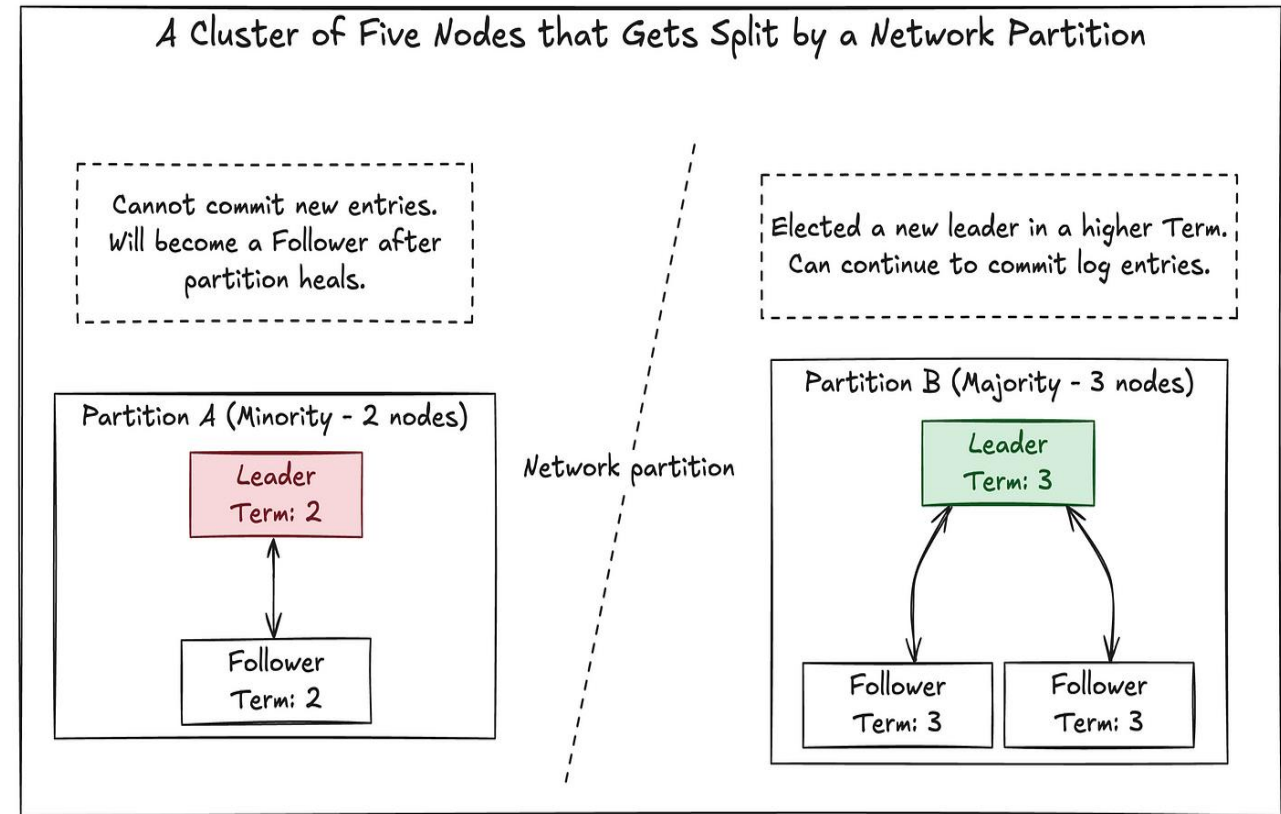 A Cluster of Five Nodes that Gets Split by a Network Partition
Cannot commit new entries.
Will become a Follower after
partition heals.
Elected a new leader in a higher Term.
Can continue to commit log entries.
Partition A (Minority - 2 nodes)
Leader
Term: 2
Follower
Term: 2
Network partition
Partition B (Majority - 3 nodes)
Leader
Term: 3
Follower
Term: 3
Follower
Term: 3